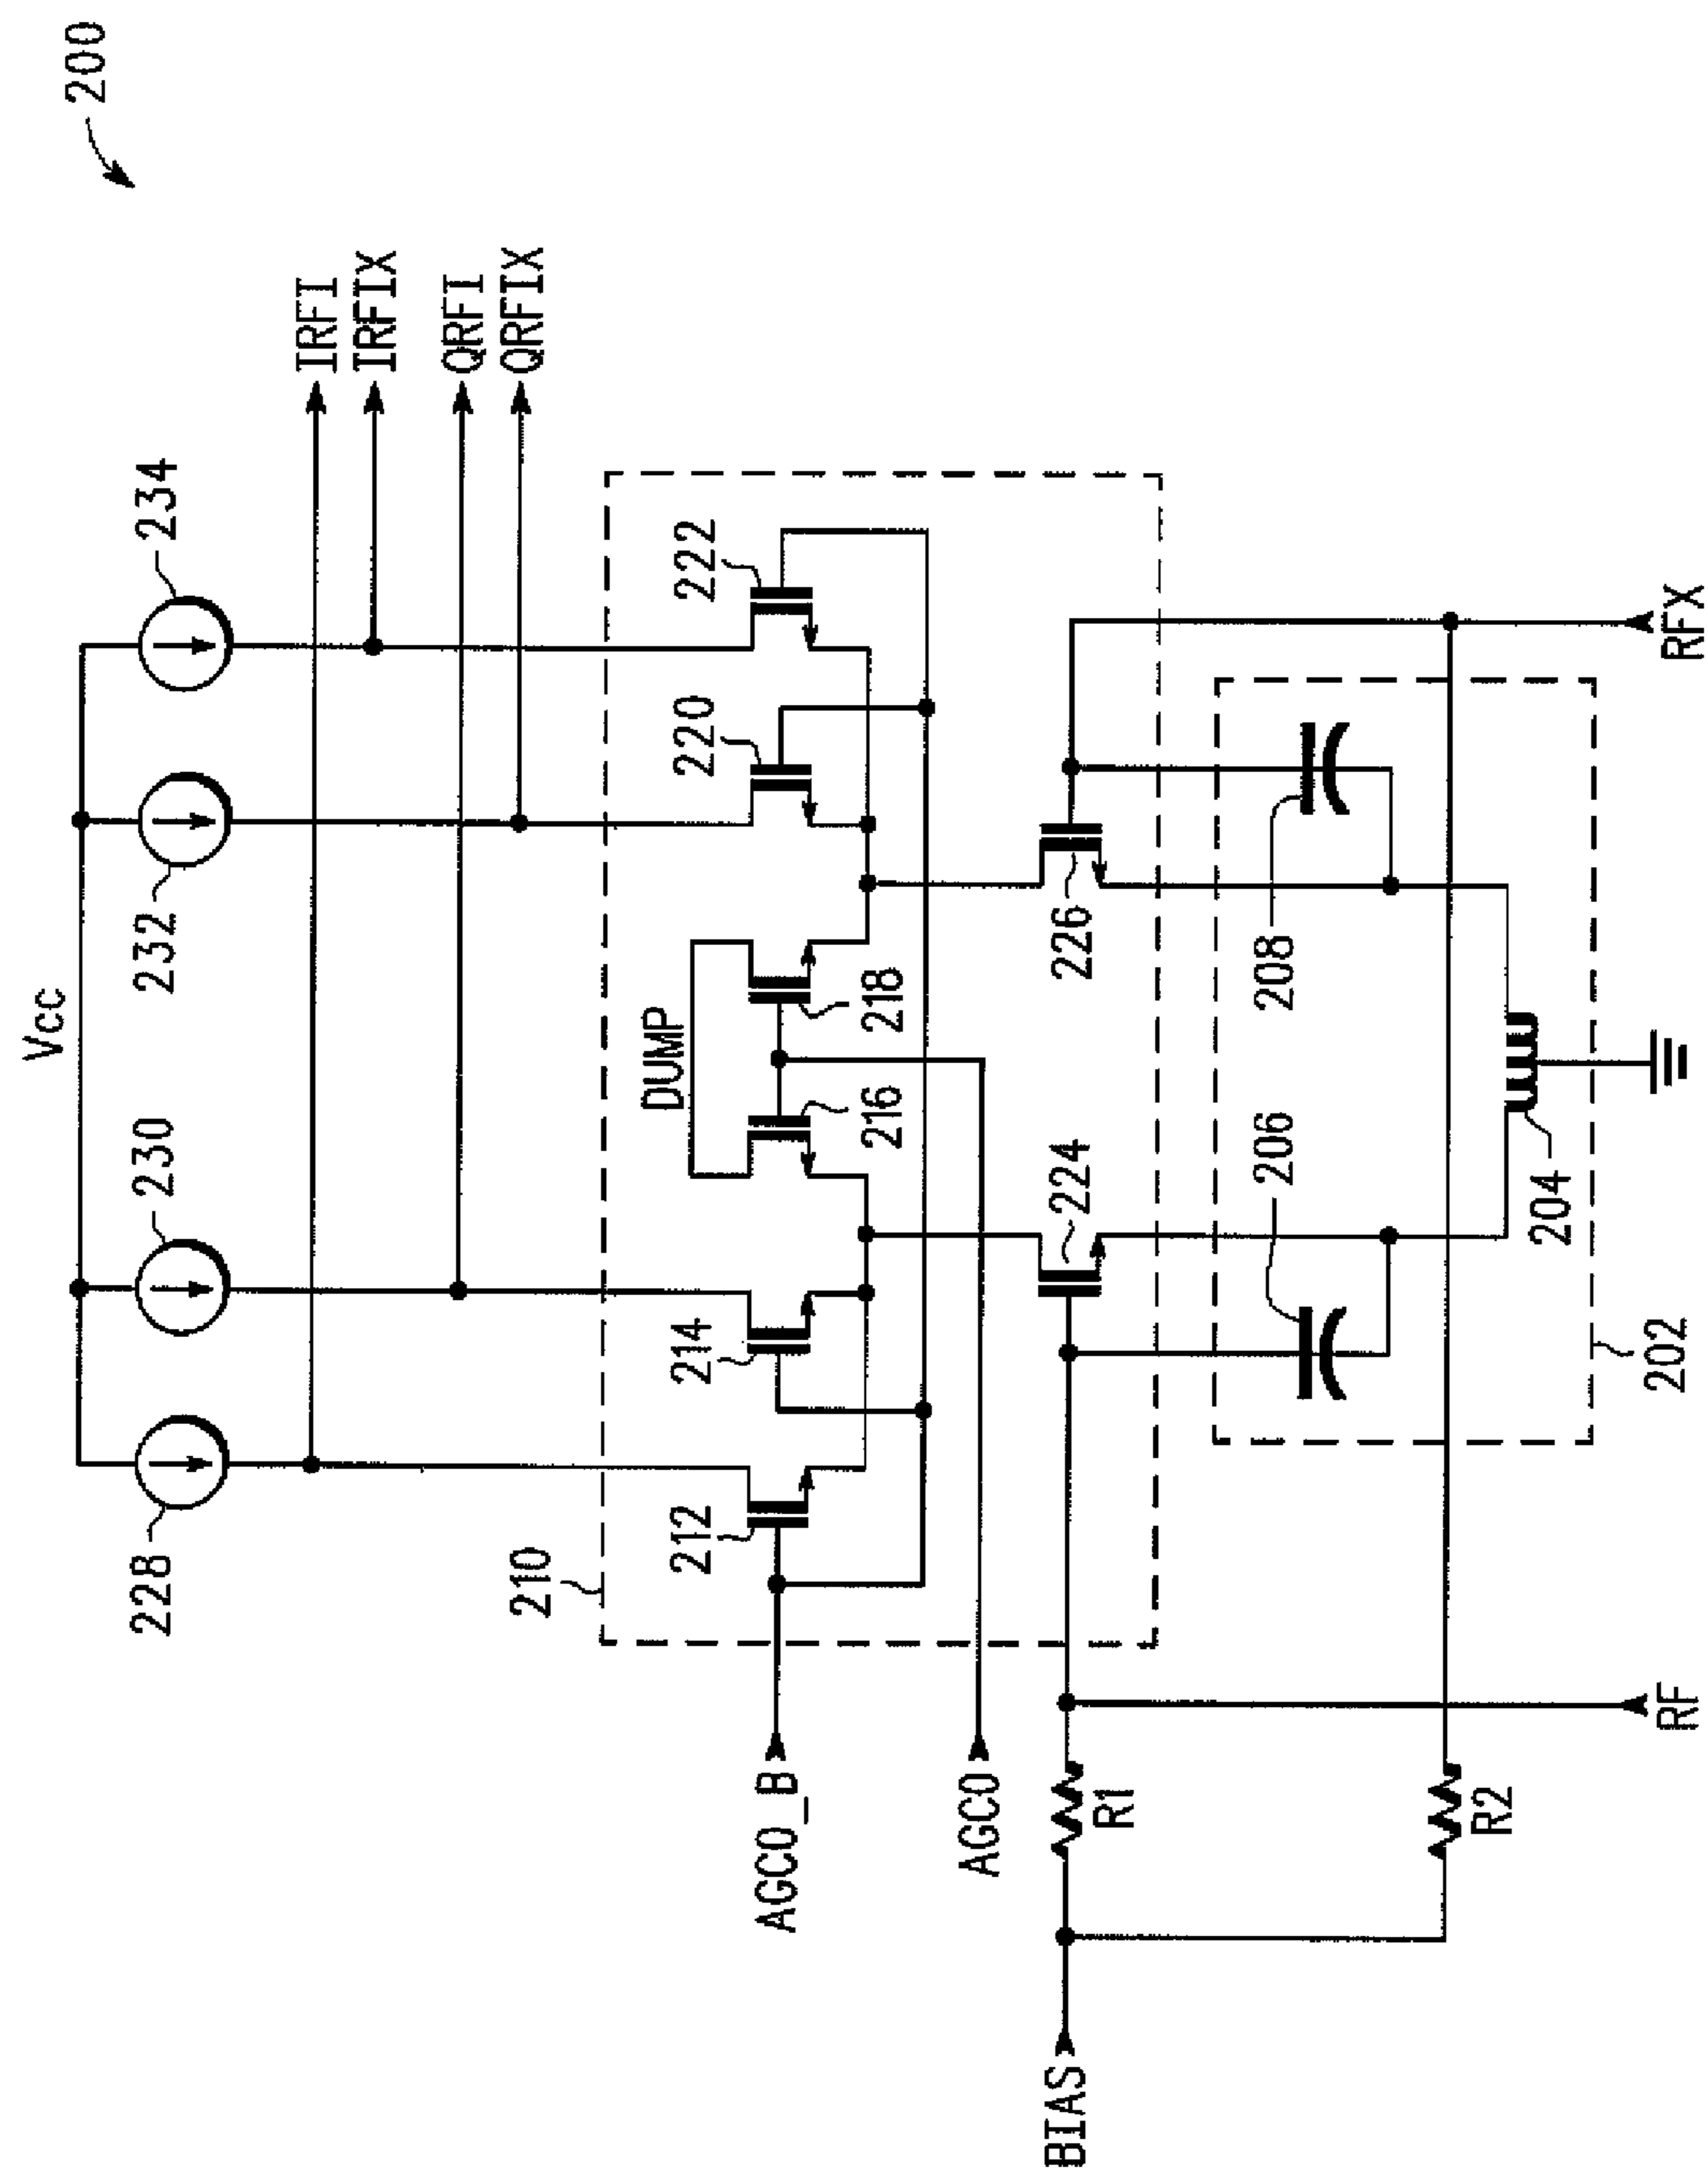 200
Vcc
228
230
232
234
IRFI
IRFIX
QRFI
QRFIX
210
212
214
DUMP
216
218
220
222
AGC0_B
AGC0
224
226
BIAS
R1
206
208
R2
204
202
RF
RFX